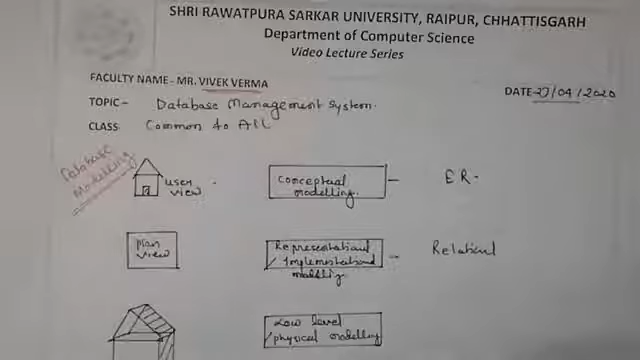 SHRI RAWATPURA SARKAR UNIVERSITY, RAIPUR, CHHATTISGARH
Department of Computer Science
Video Lecture Series
FACULTY NAME - MR. VIVEK VERMA
DATE- 27/04/2020
TOPIC - Database Management System.
CLASS Common to All
Database
Modelling
user
view
Conceptual
modelling.
ER-
Plan
view
Representational
/ Implementational
modelling.
Relational
Low level
/physical modelling